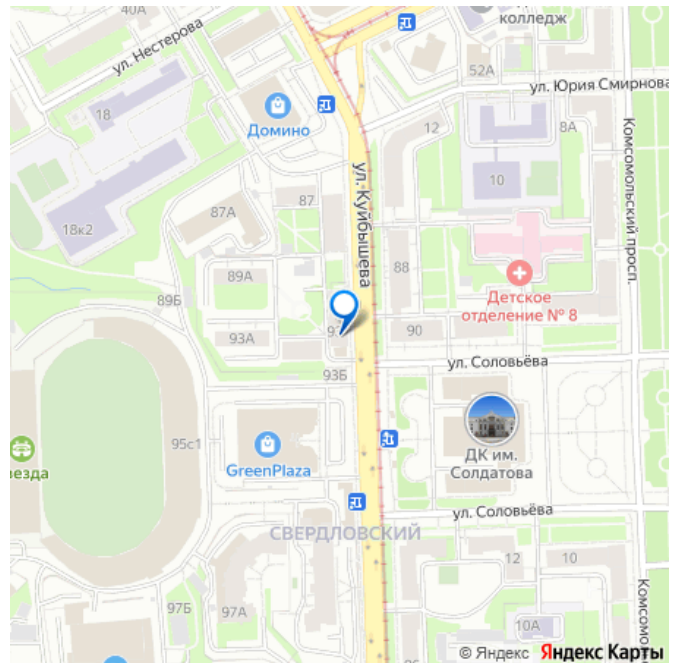 40А
колледж
ул. Нестерова
52А
ул. Юрия Смирнова
18
Домино
12
8А
ул. Куйбышева
Комсомольский просп.
10
87
87А
18к2
88
89А
Детское
отделение № 8
89Б
93А
90
ул. Соловьёва
93Б
95с1
GreenPlaza
ДК им.
Солдатова
везда
ул. Соловьёва
СВЕРДЛОВСКИЙ
12
10
97Б
97А
10А
© Яндекс Яндекс Карты